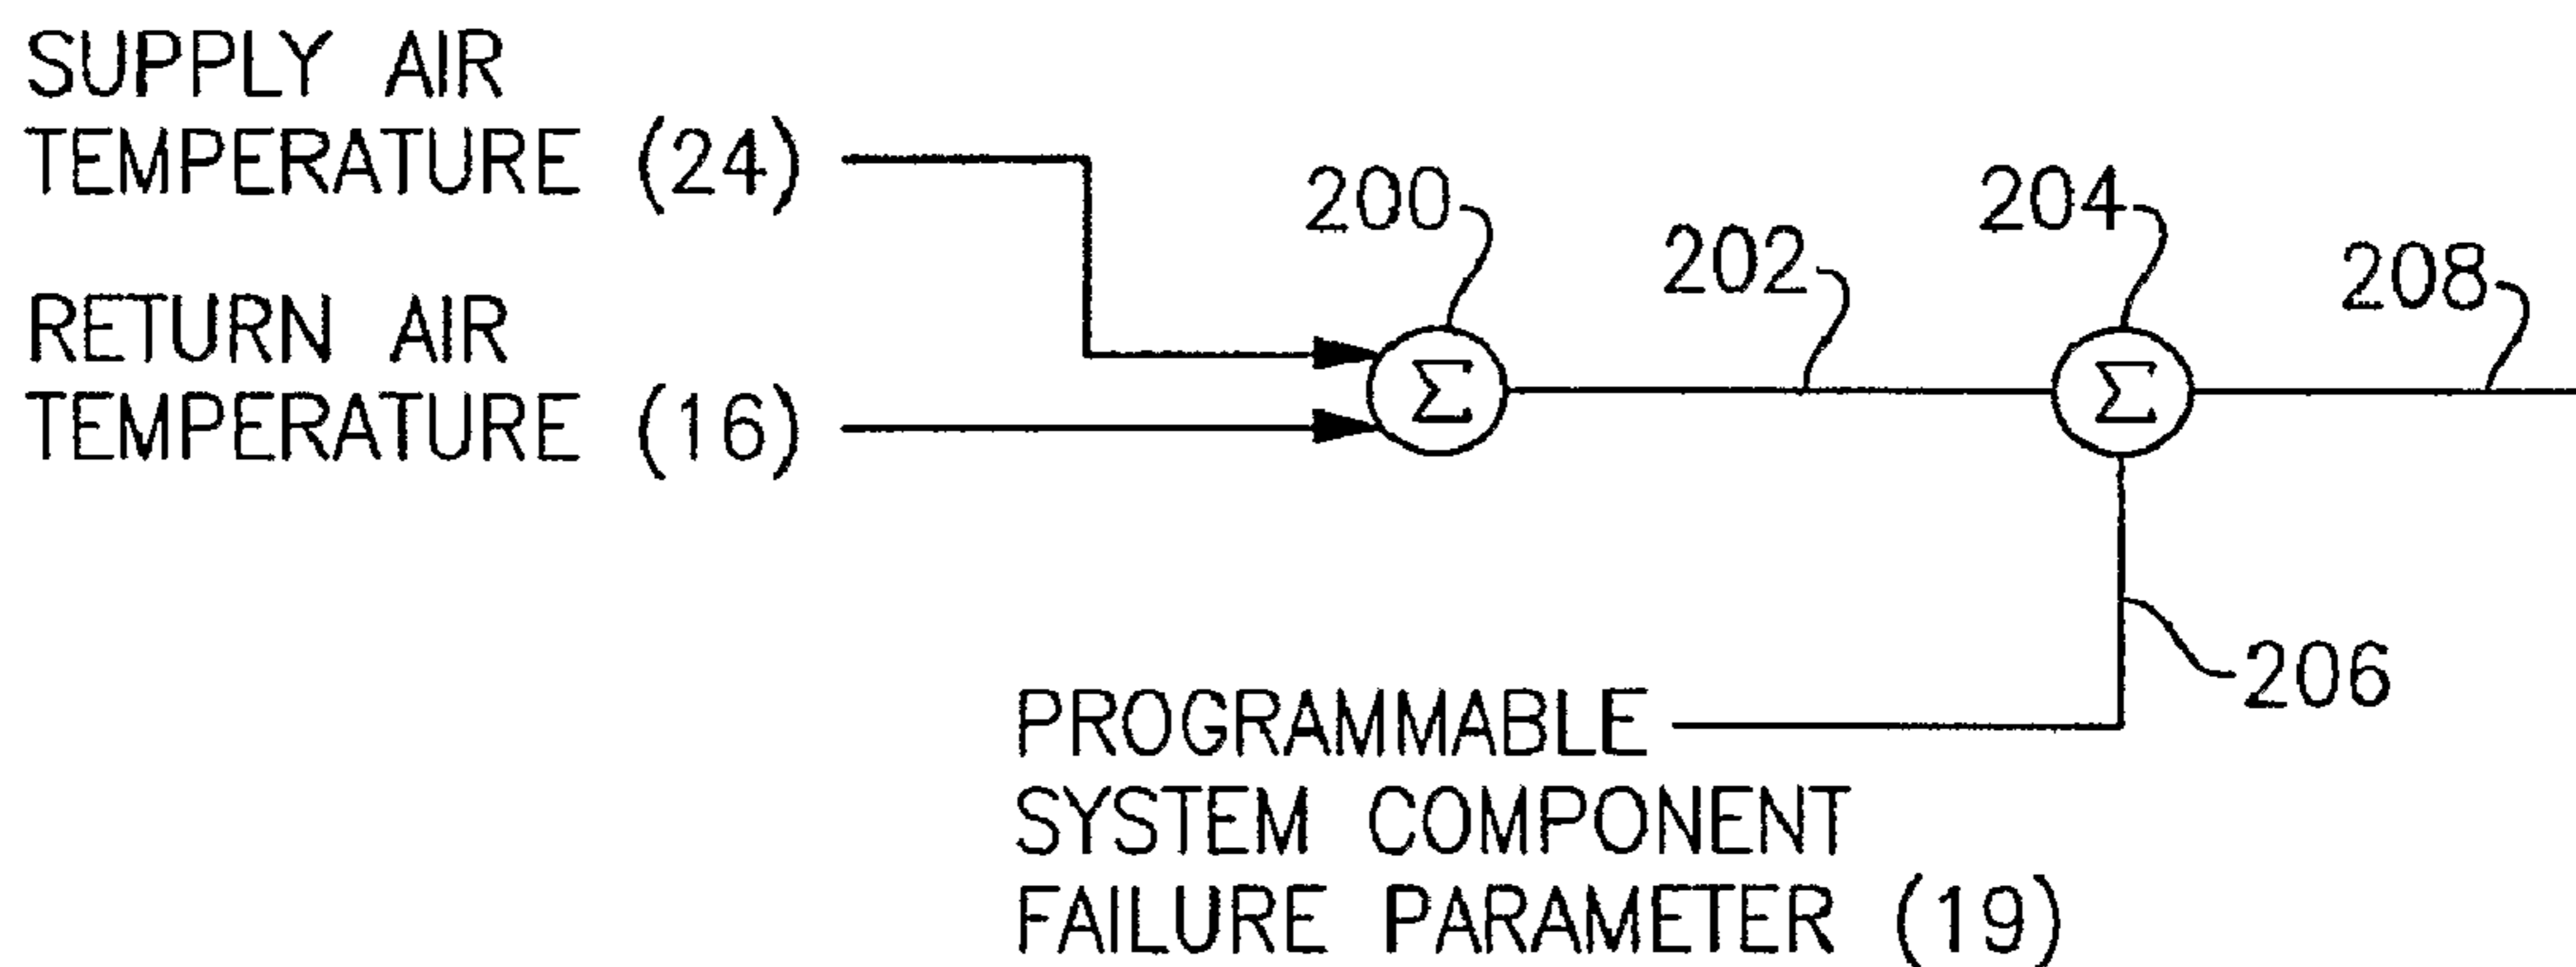 SUPPLY AIR
TEMPERATURE (24)
RETURN AIR
TEMPERATURE (16)
200
202
204
208
Σ
Σ
206
PROGRAMMABLE
SYSTEM COMPONENT
FAILURE PARAMETER (19)